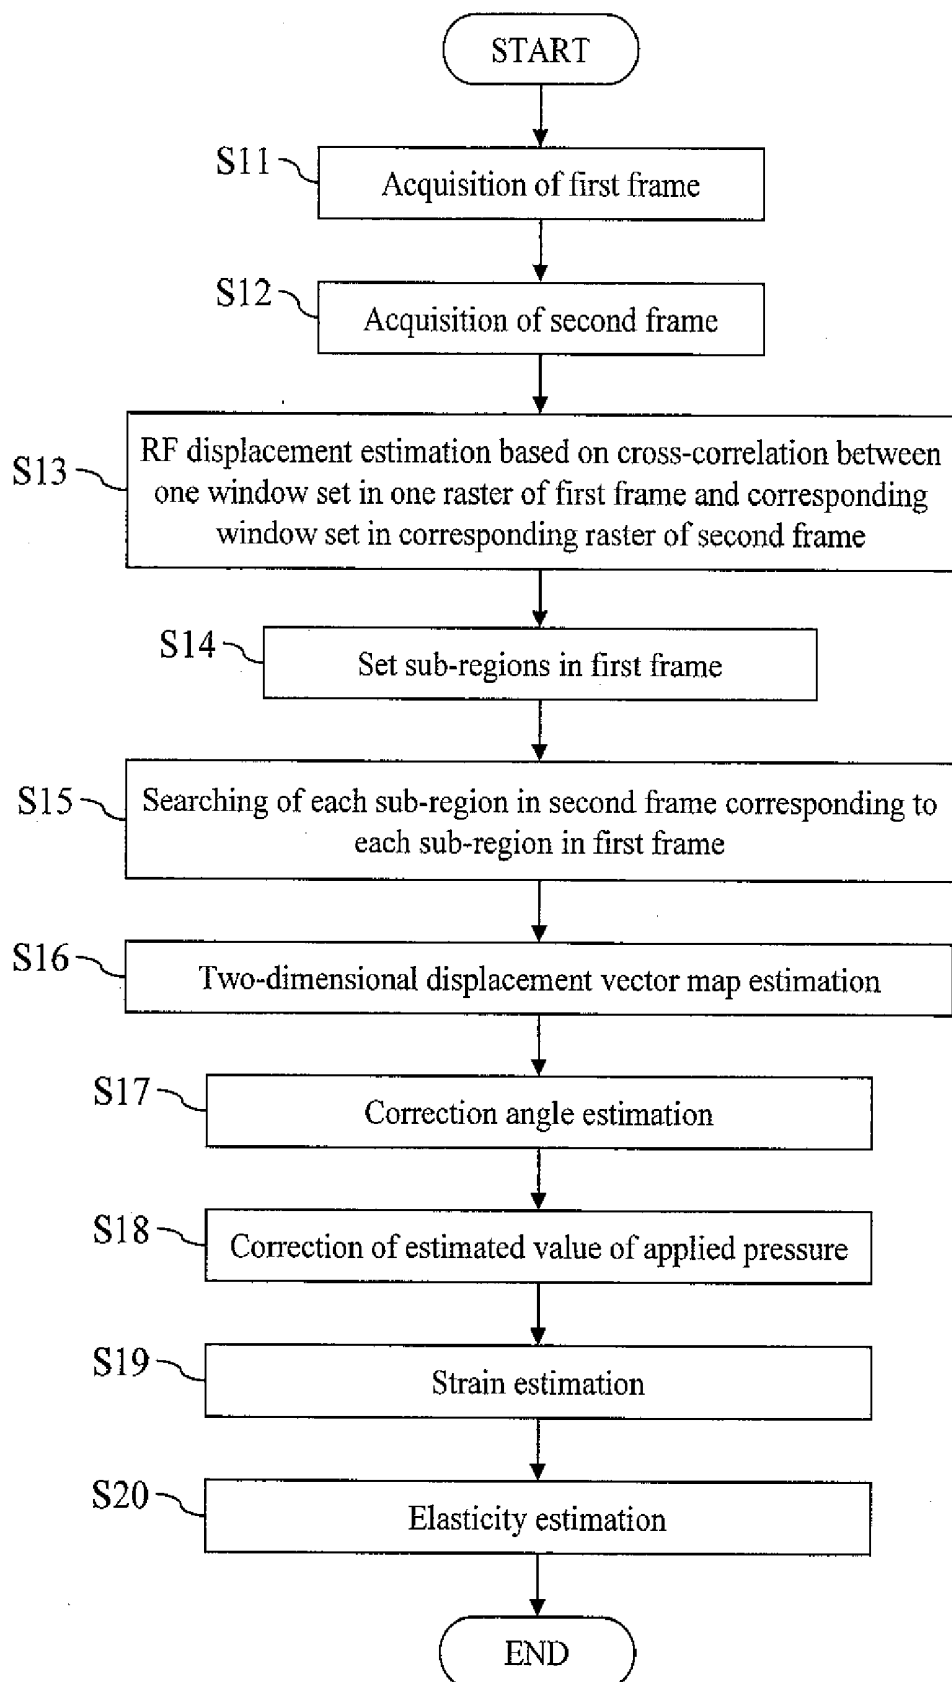 START
S11
Acquisition of first frame
S12
Acquisition of second frame
S13
RF displacement estimation based on cross-correlation between
one window set in one raster of first frame and corresponding
window set in corresponding raster of second frame
S14
Set sub-regions in first frame
S15
Searching of each sub-region in second frame corresponding to
each sub-region in first frame
S16
Two-dimensional displacement vector map estimation
S17
Correction angle estimation
S18
Correction of estimated value of applied pressure
S19
Strain estimation
S20
Elasticity estimation
END